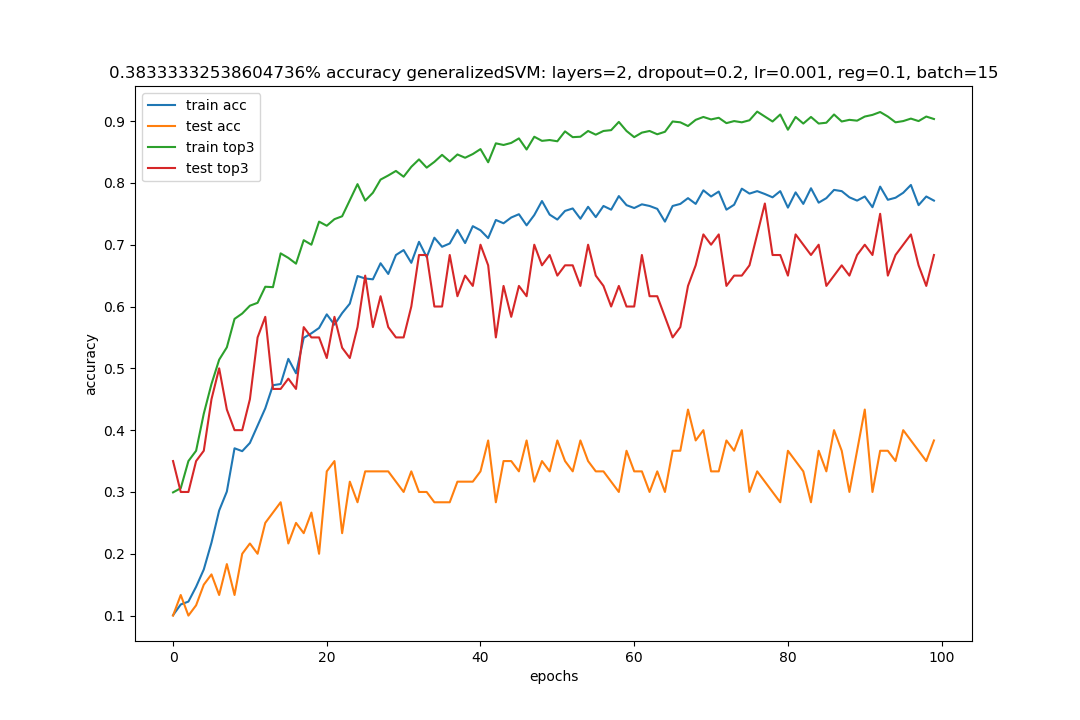 0.38333332538604736% accuracy generalizedSVM: layers=2, dropout=0.2, lr=0.001, reg=0.1, batch=15
train acc
test acc
train top3
test top3
accuracy
0.9
0.8
0.7
0.6
0.5
0.4
0.3
0.2
0.1
0 20 40 60 80 100
epochs